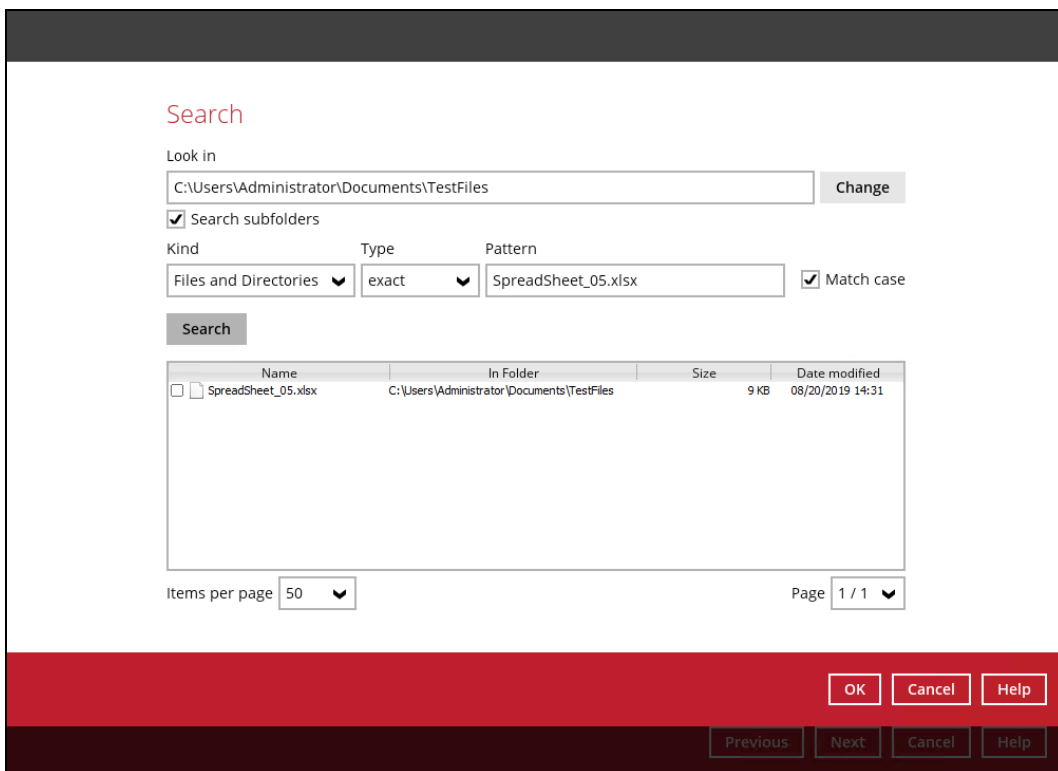 Search
Look in
C:\Users\Administrator\Documents\TestFiles Change
Search subfolders
Kind Type Pattern
Files and Directories exact SpreadSheet_05.xlsx Match case
Search
Name In Folder Size Date modified
SpreadSheet_05.xlsx C:\Users\Administrator\Documents\TestFiles 9 KB 08/20/2019 14:31
Items per page 50 Page 1 / 1
OK Cancel Help
Previous Next Cancel Help